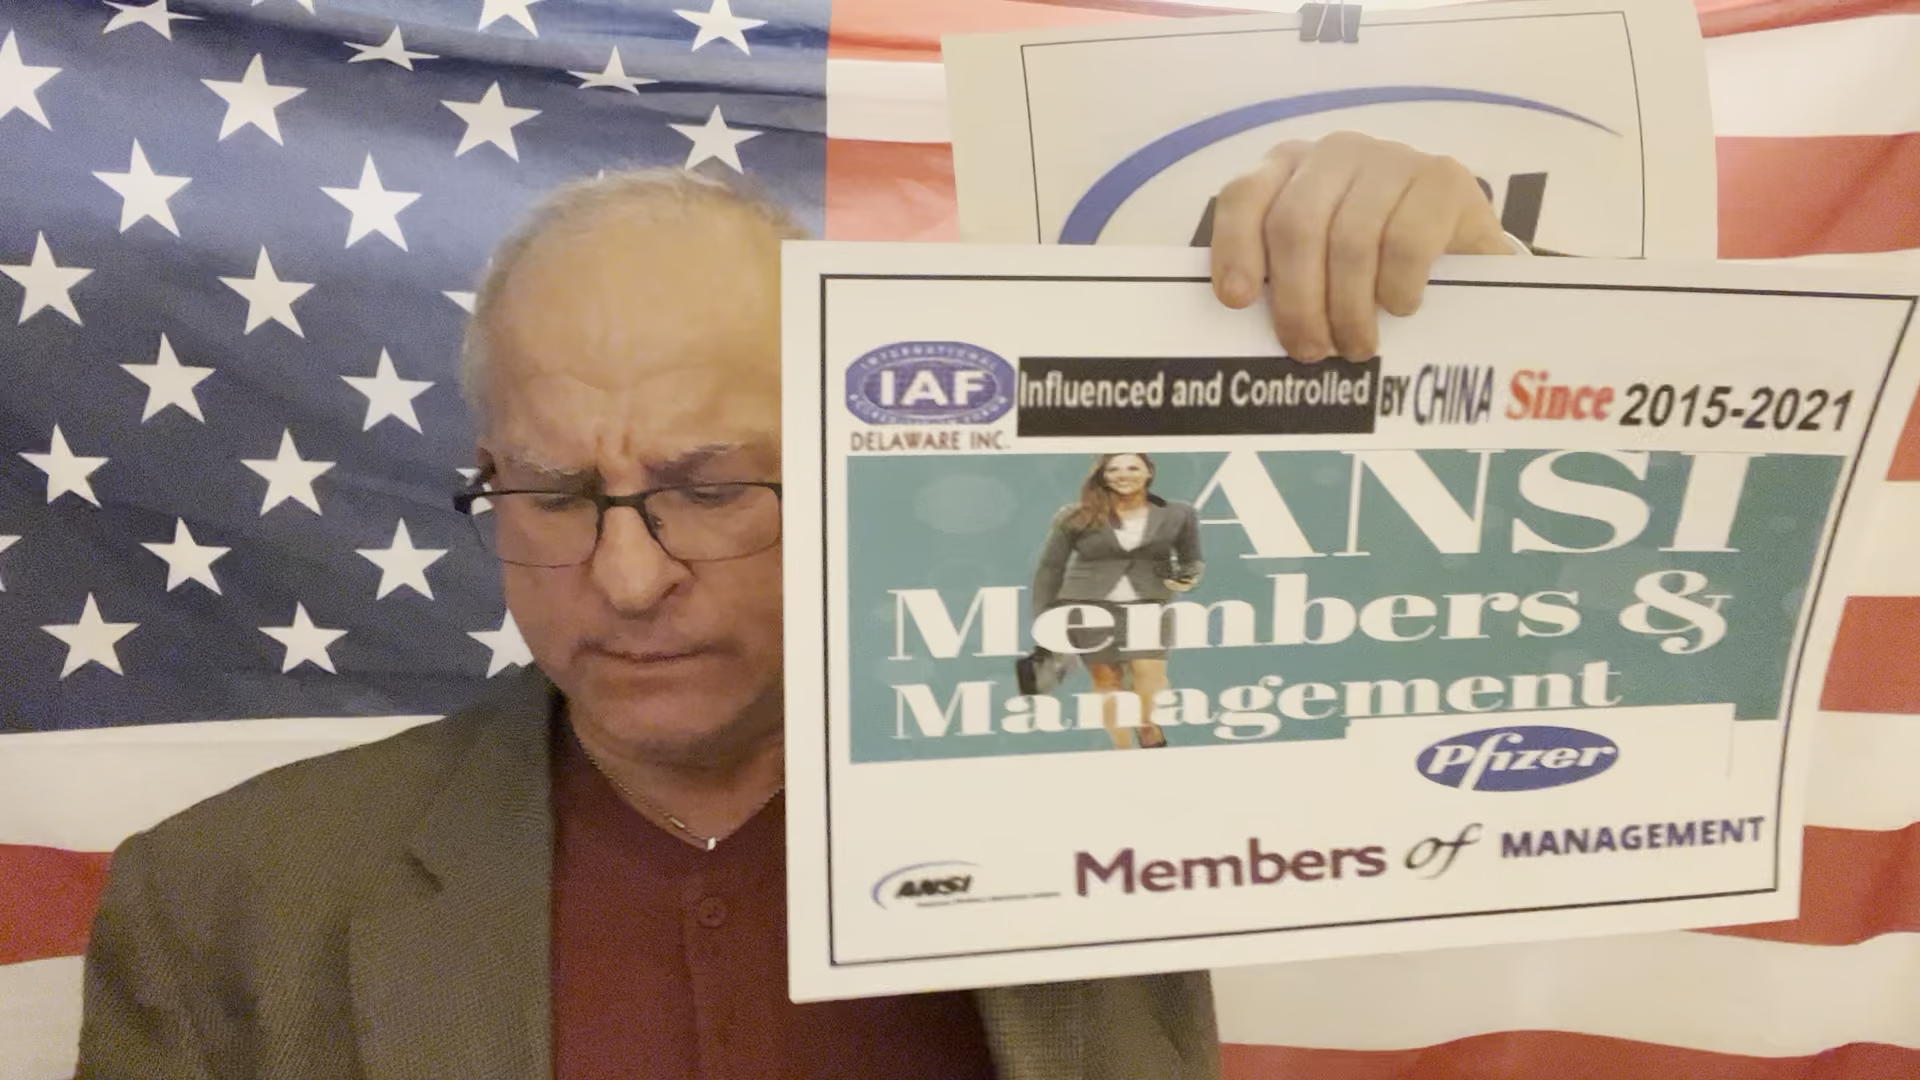 INTERNATIONAL
IAF
DELAWARE INC.
Influenced and Controlled BY CHINA Since 2015-2021
ANSI
Members &
Management
Pfizer
ANSI Members of MANAGEMENT